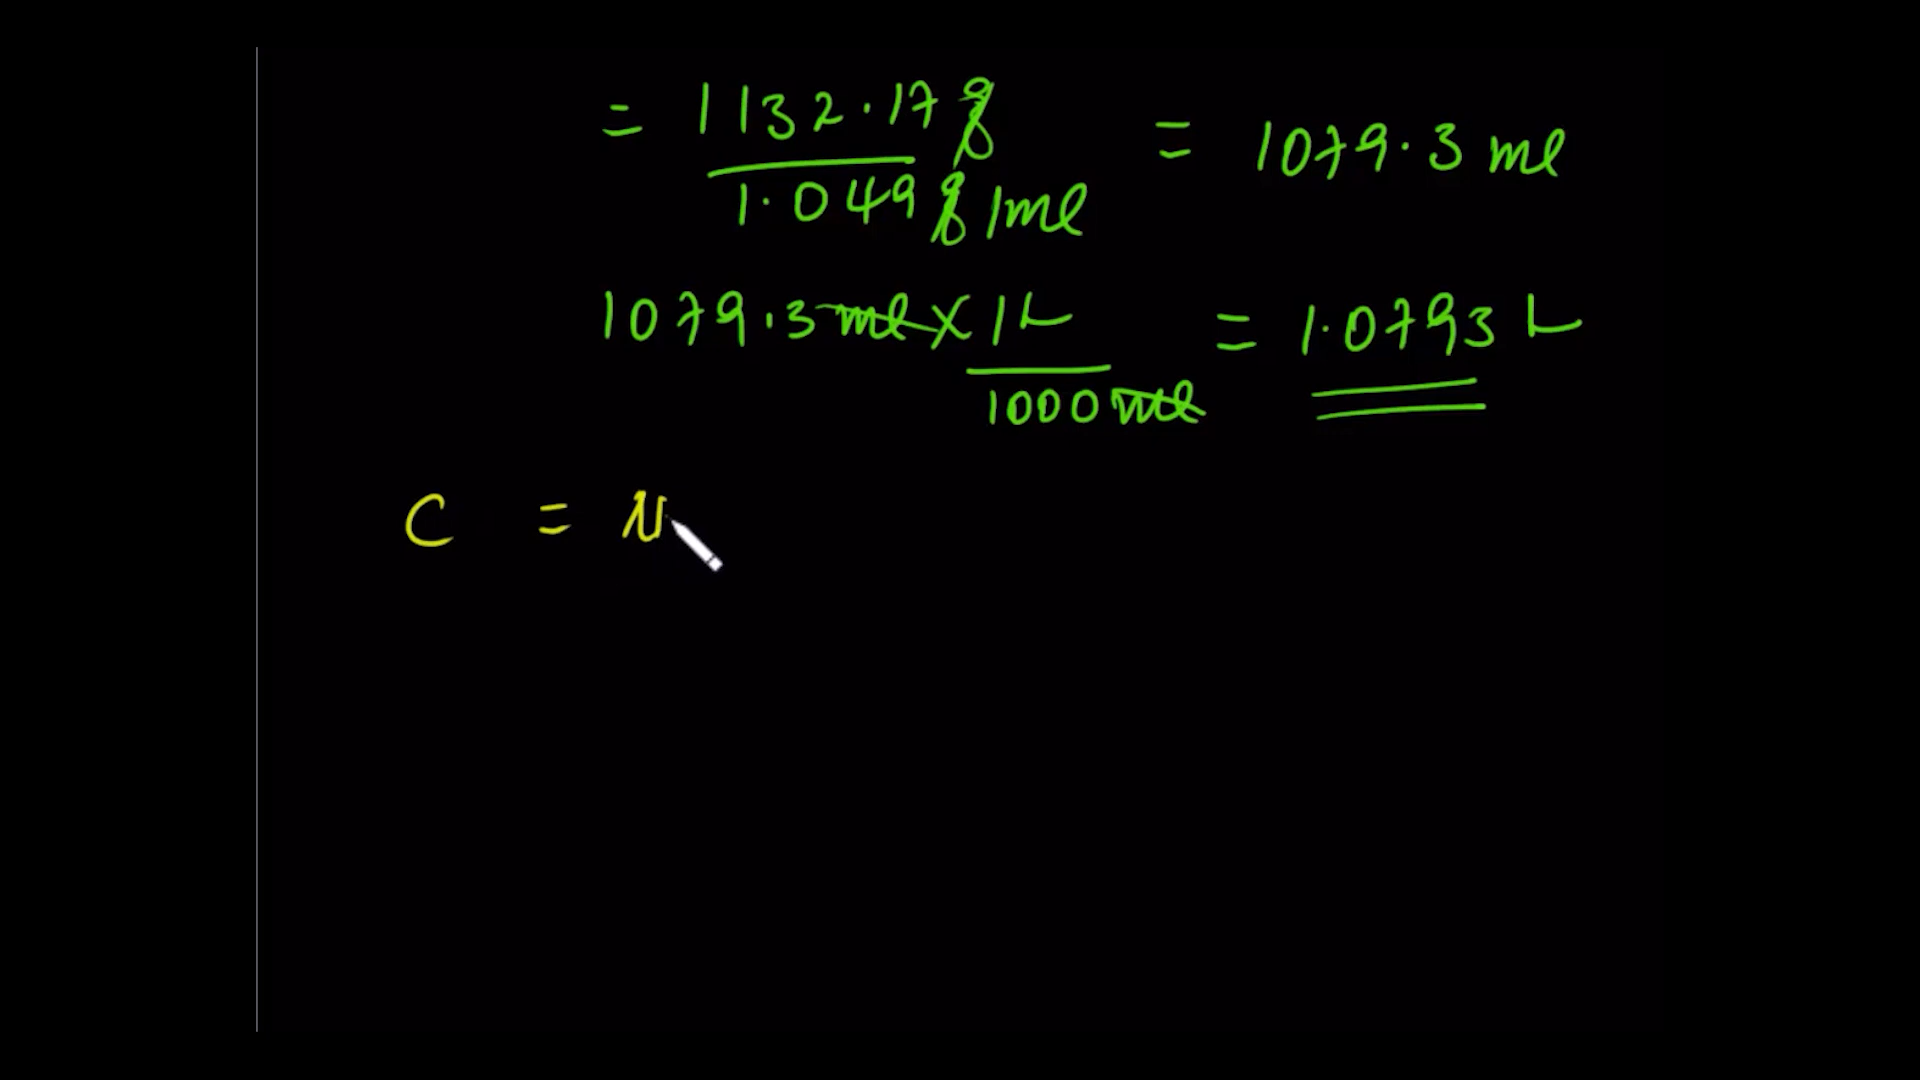 = 1132.17 g = 1079.3 ml
1.049 g/ml
1079.3 ml x 1L = 1.0793 L
1000 ml
C = n